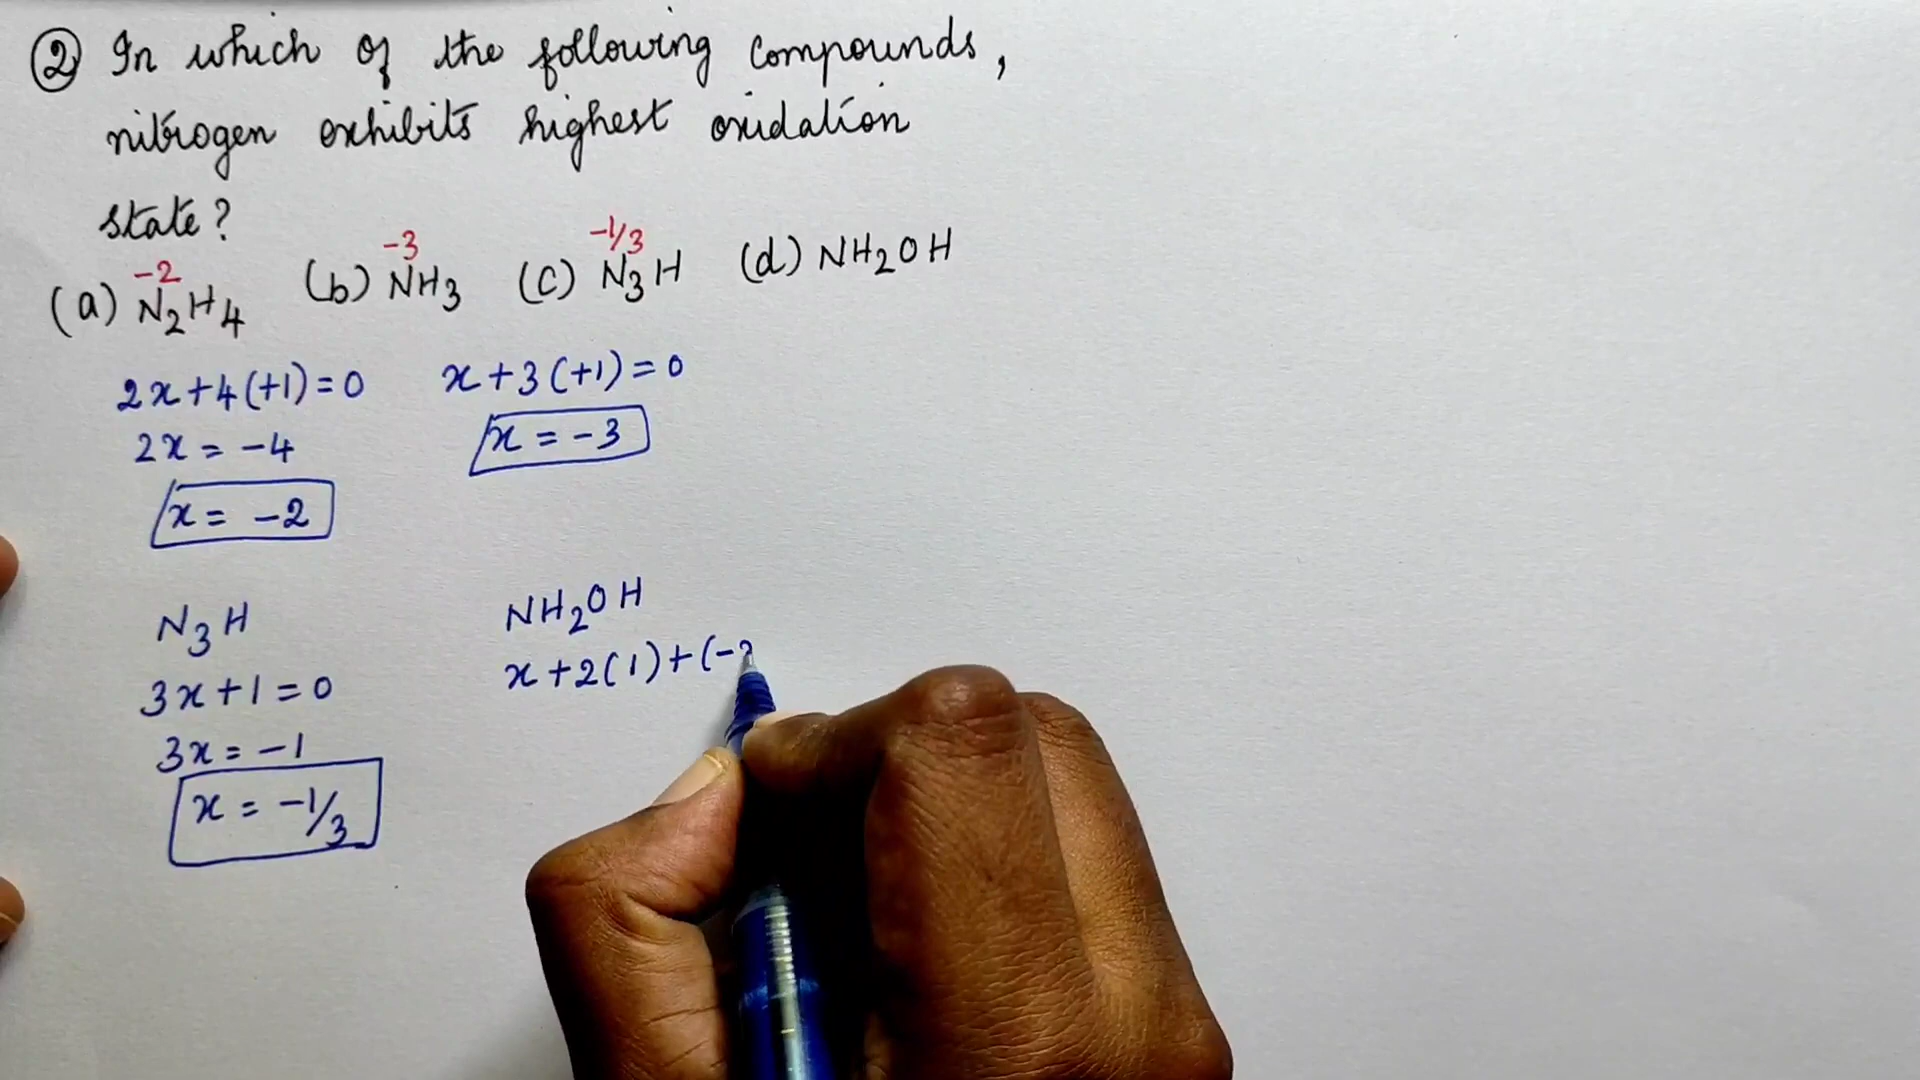 ② In which of the following compounds,
nitrogen exhibits highest oxidation
state?
-2 -3 -1/3
(a) N₂H₄ (b) NH₃ (c) N₃H (d) NH₂OH
2x+4(+1)=0 x+3(+1)=0
2x = -4 x = -3
x = -2
N₃H NH₂OH
3x+1=0 x+2(1)+(-2
3x = -1
x = -1/3